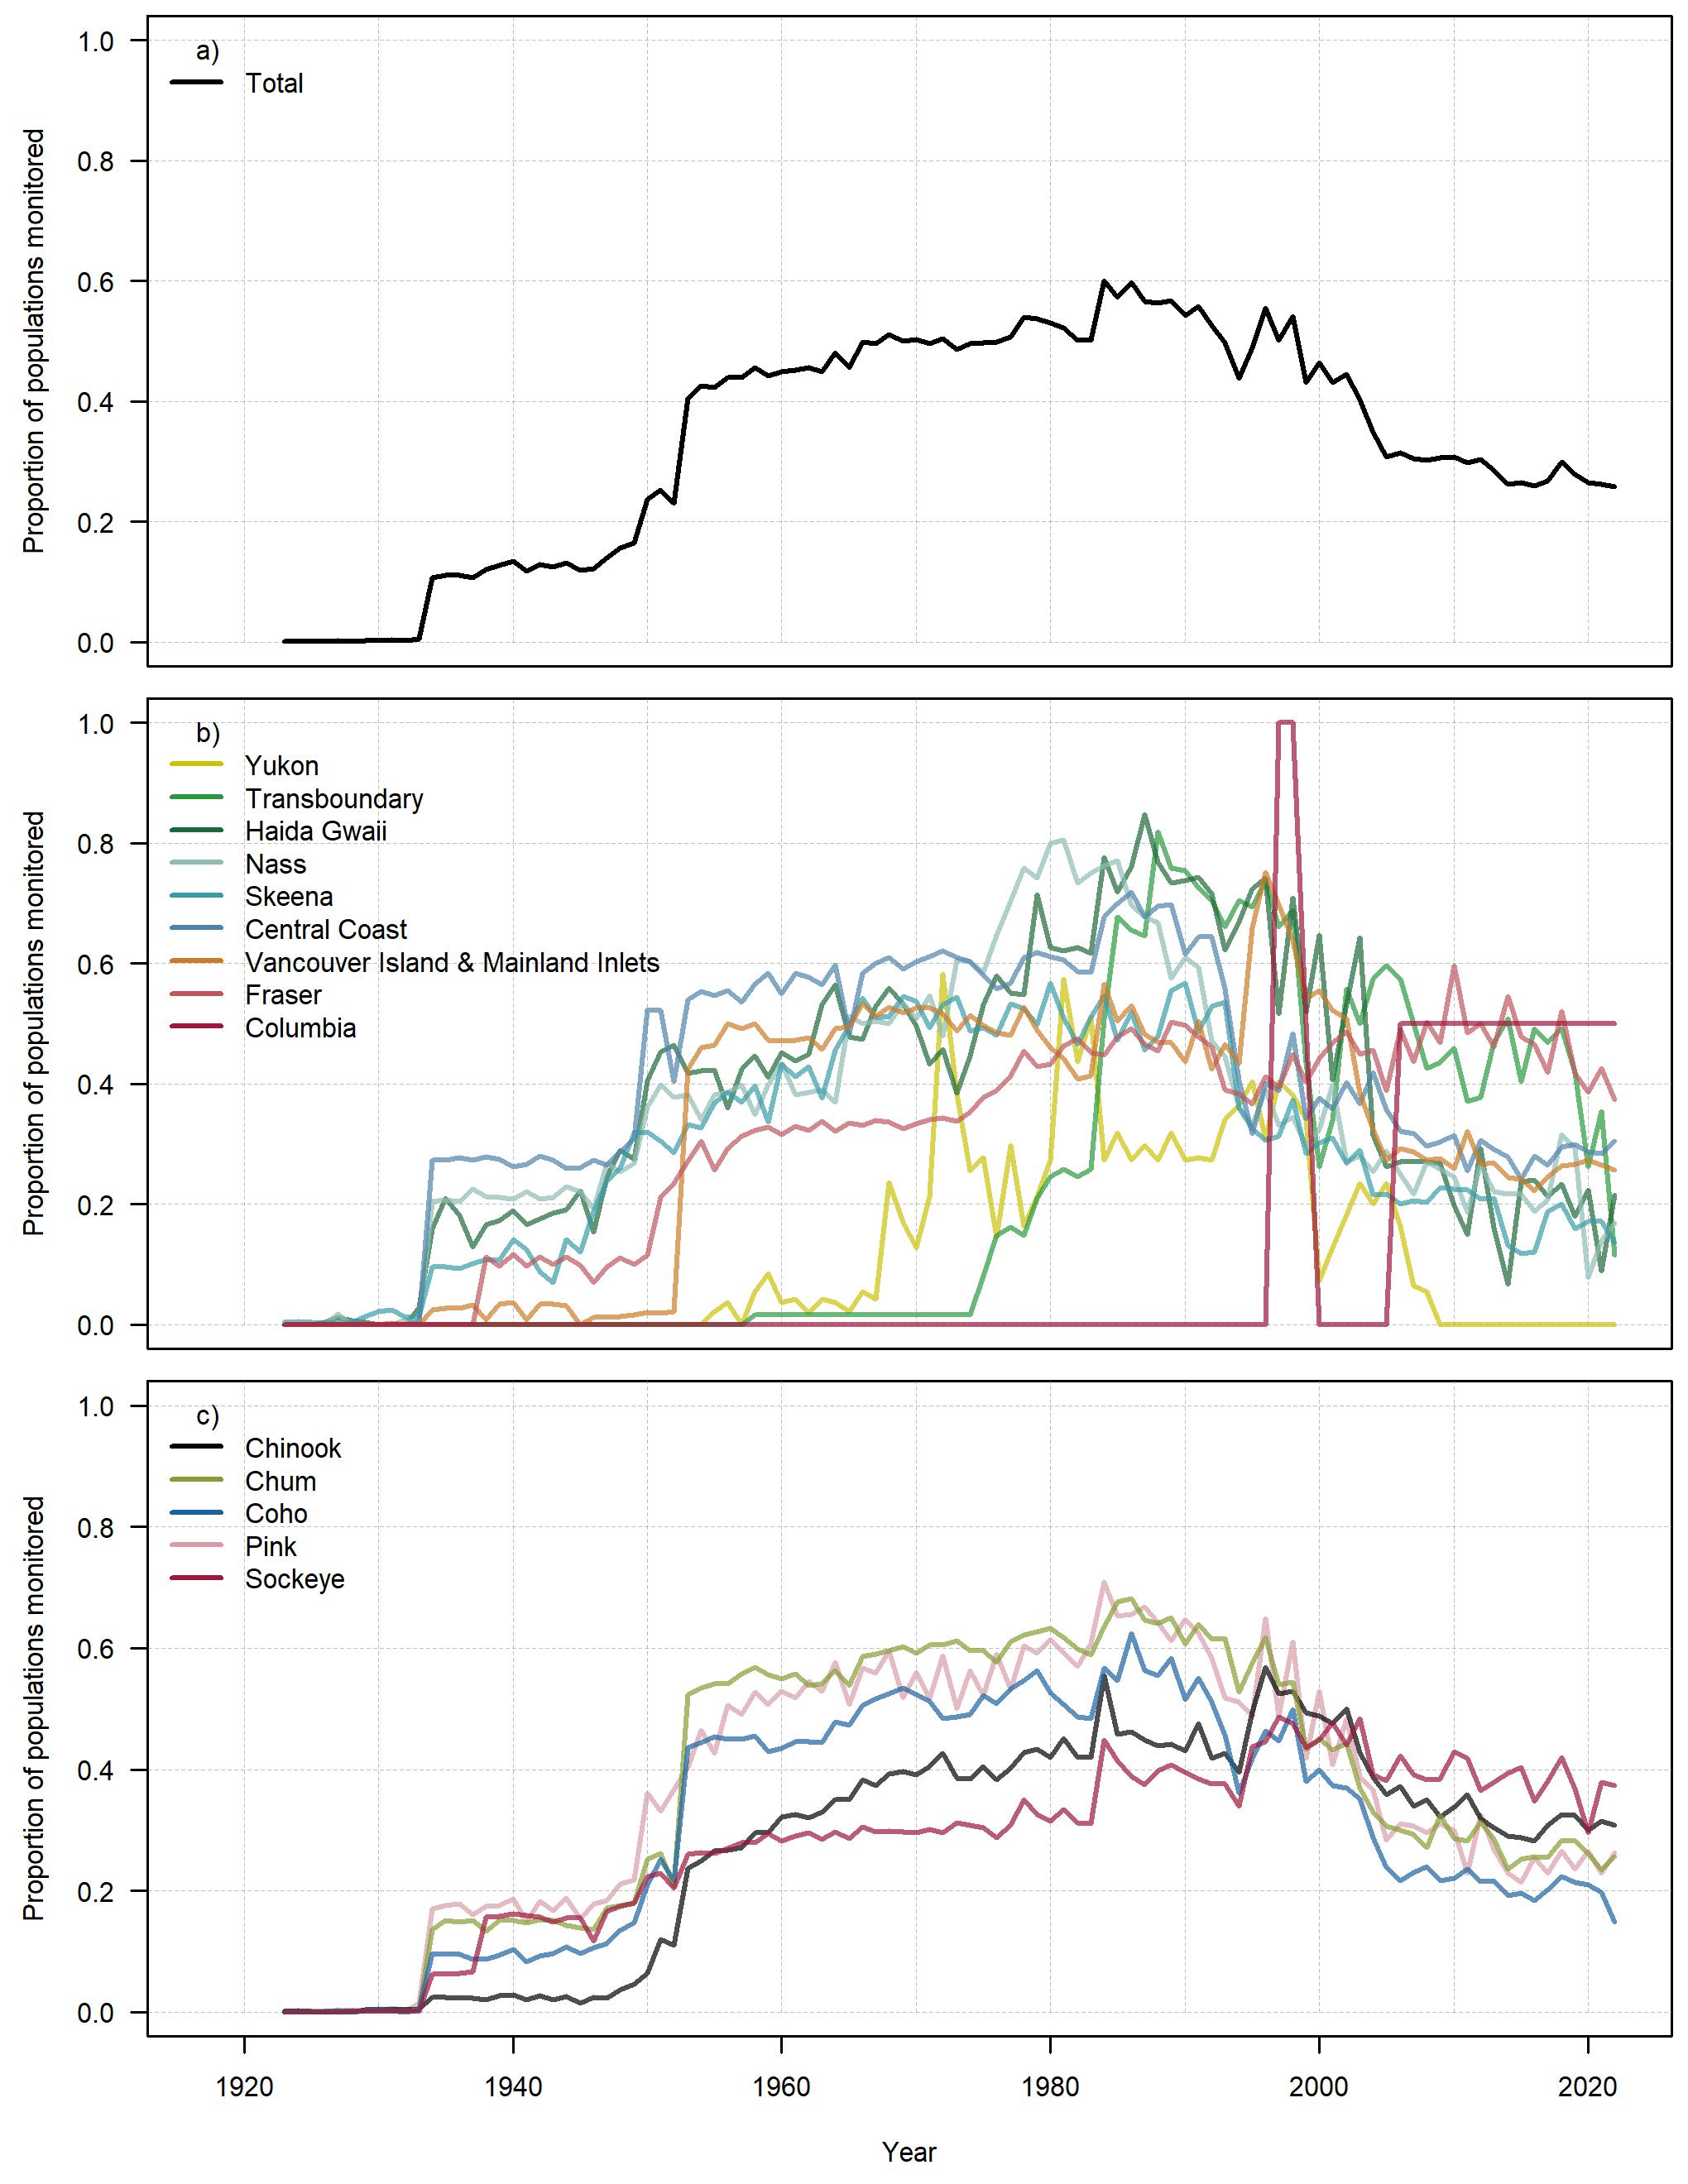 a)
Total
1.0
0.8
0.6
0.4
0.2
0.0
Proportion of populations monitored
b)
Yukon
Transboundary
Haida Gwaii
Nass
Skeena
Central Coast
Vancouver Island & Mainland Inlets
Fraser
Columbia
1.0
0.8
0.6
0.4
0.2
0.0
Proportion of populations monitored
c)
Chinook
Chum
Coho
Pink
Sockeye
1.0
0.8
0.6
0.4
0.2
0.0
Proportion of populations monitored
1920 1940 1960 1980 2000 2020
Year